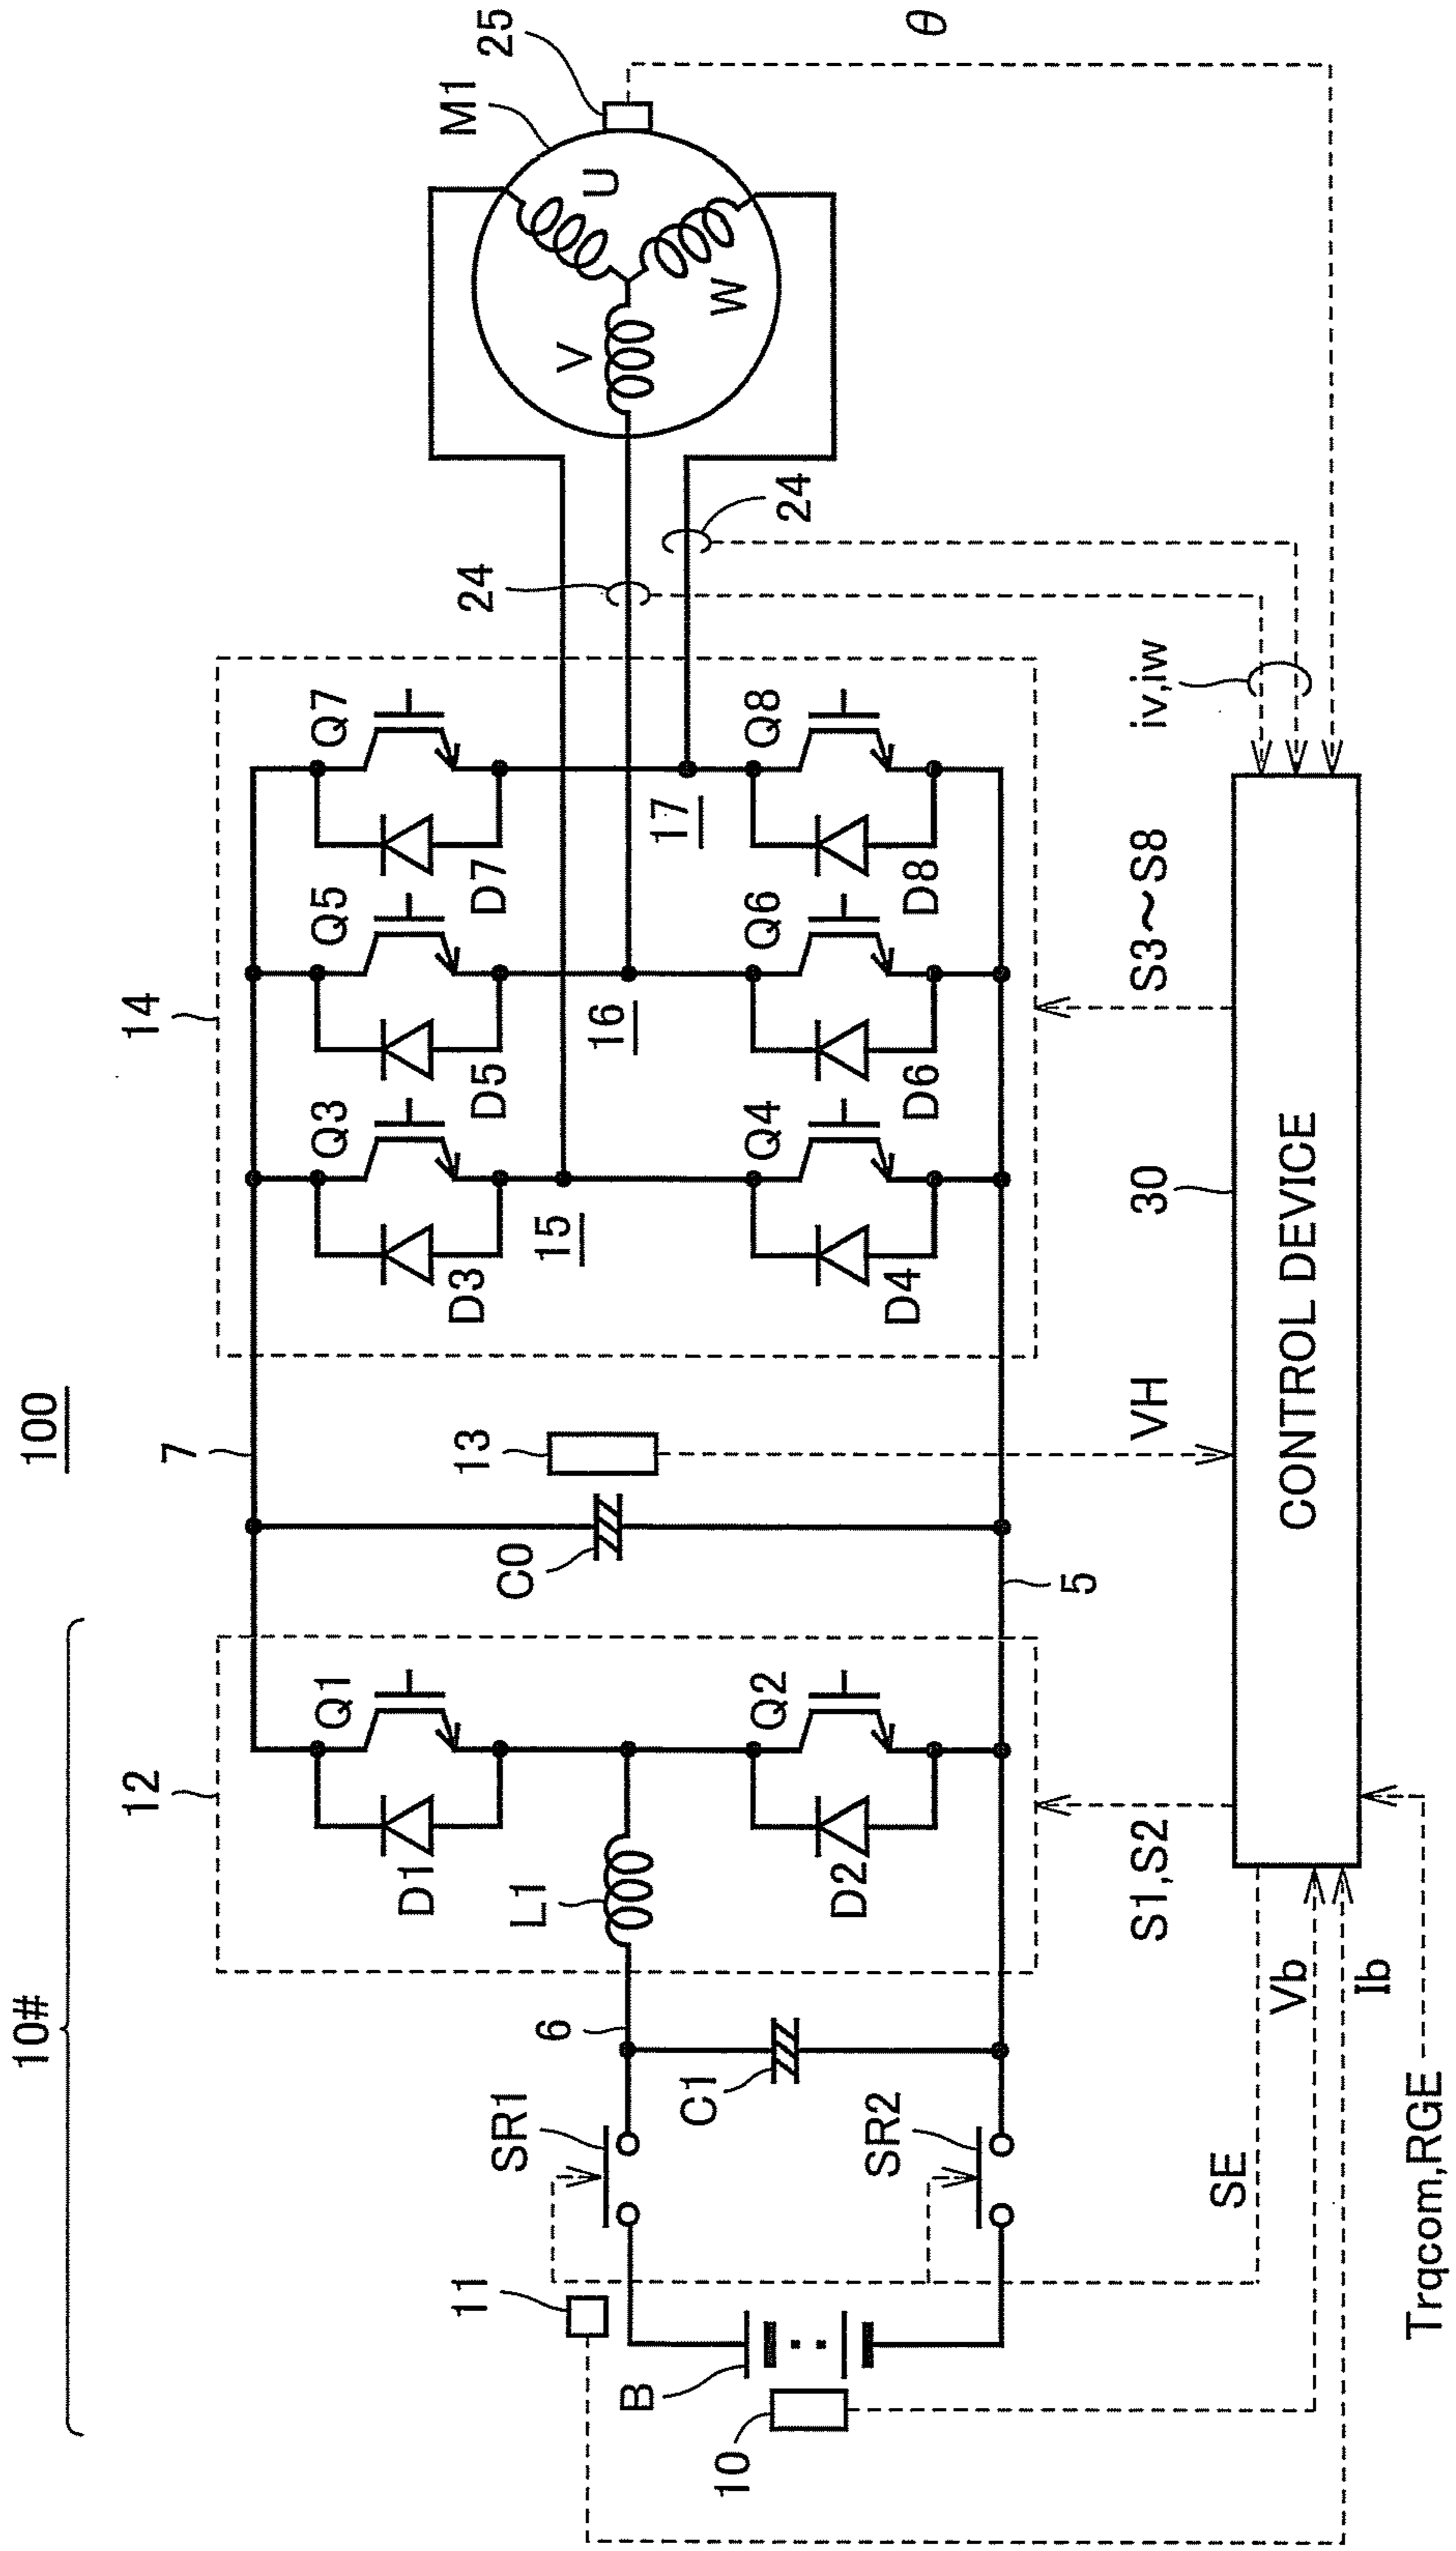 100
10#
12
7
14
M1
25
θ
Q1
D1
L1
Q2
D2
6
SR1
C1
SR2
11
B
10
C0
13
5
Q3
D3
Q5
D5
Q7
D7
15
16
17
Q4
D4
Q6
D6
Q8
D8
24
24
U
V
W
SE
Vb
Ib
S1,S2
VH
30
S3~S8
iv,iw
CONTROL DEVICE
Trqcom,RGE